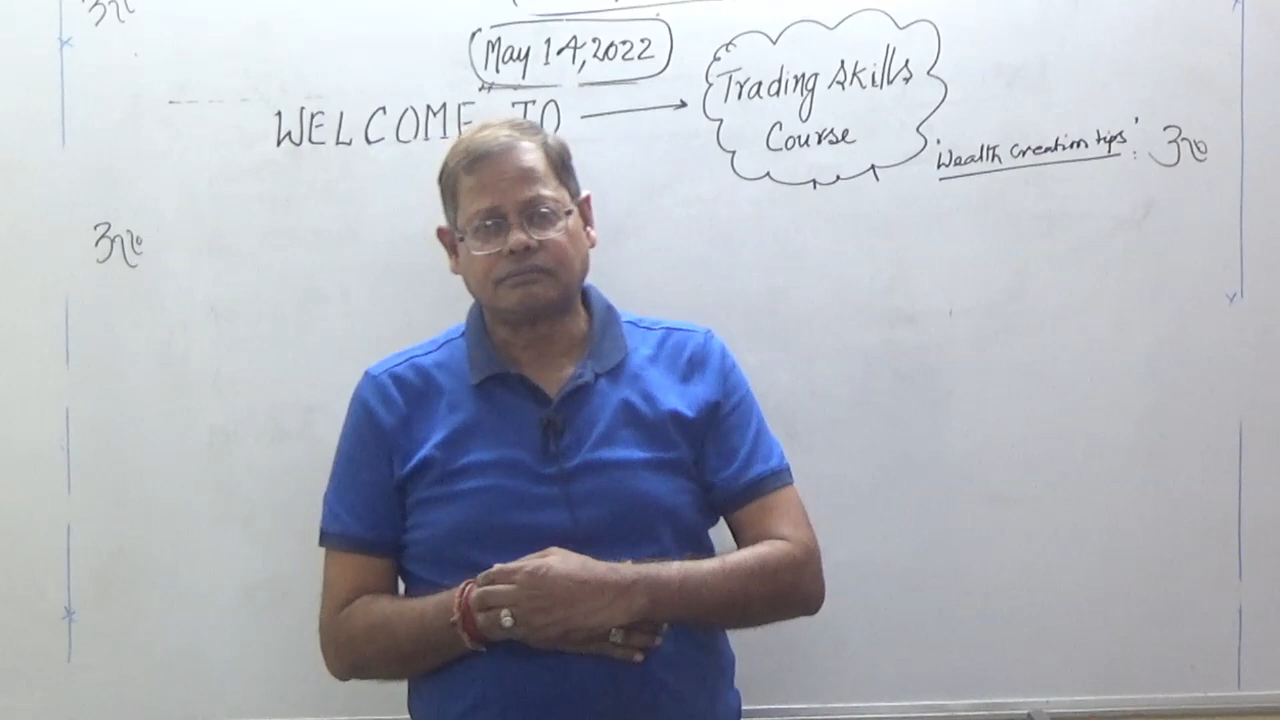 May 14, 2022
WELCOME TO → Trading Skills
Course
'Wealth Creation tips'